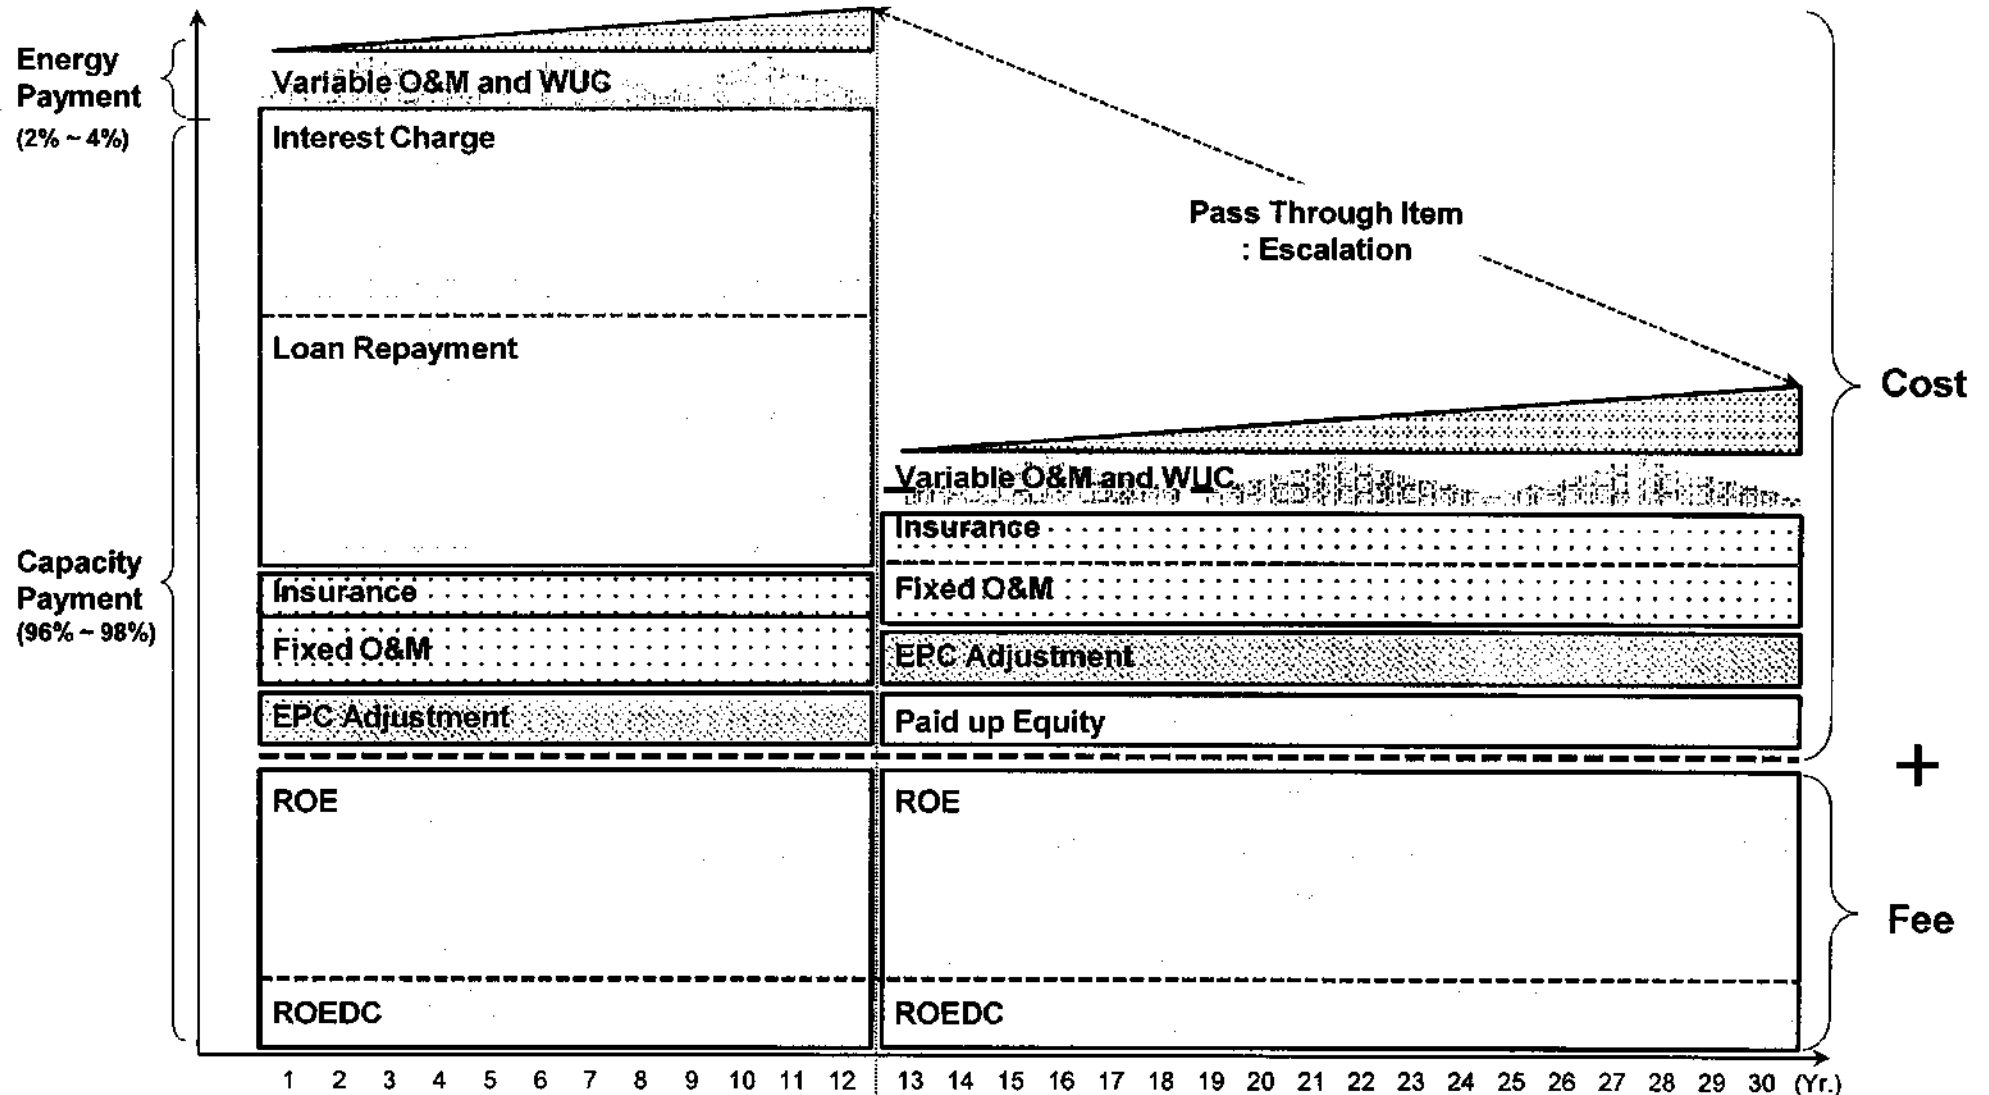 Energy
Payment
(2% ~ 4%)
Capacity
Payment
(96% ~ 98%)
Variable O&M and WUC
Interest Charge
Loan Repayment
Insurance
Fixed O&M
EPC Adjustment
ROE
ROEDC
Pass Through Item
: Escalation
Variable O&M and WUC
Insurance
Fixed O&M
EPC Adjustment
Paid up Equity
ROE
ROEDC
Cost
+
Fee
1 2 3 4 5 6 7 8 9 10 11 12 13 14 15 16 17 18 19 20 21 22 23 24 25 26 27 28 29 30 (Yr.)